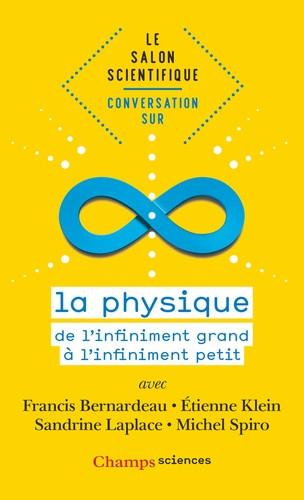 LE
SALON
SCIENTIFIQUE
CONVERSATION
SUR
la physique
de l'infiniment grand
à l'infiniment petit
avec
Francis Bernardeau • Étienne Klein
Sandrine Laplace • Michel Spiro
Champs sciences